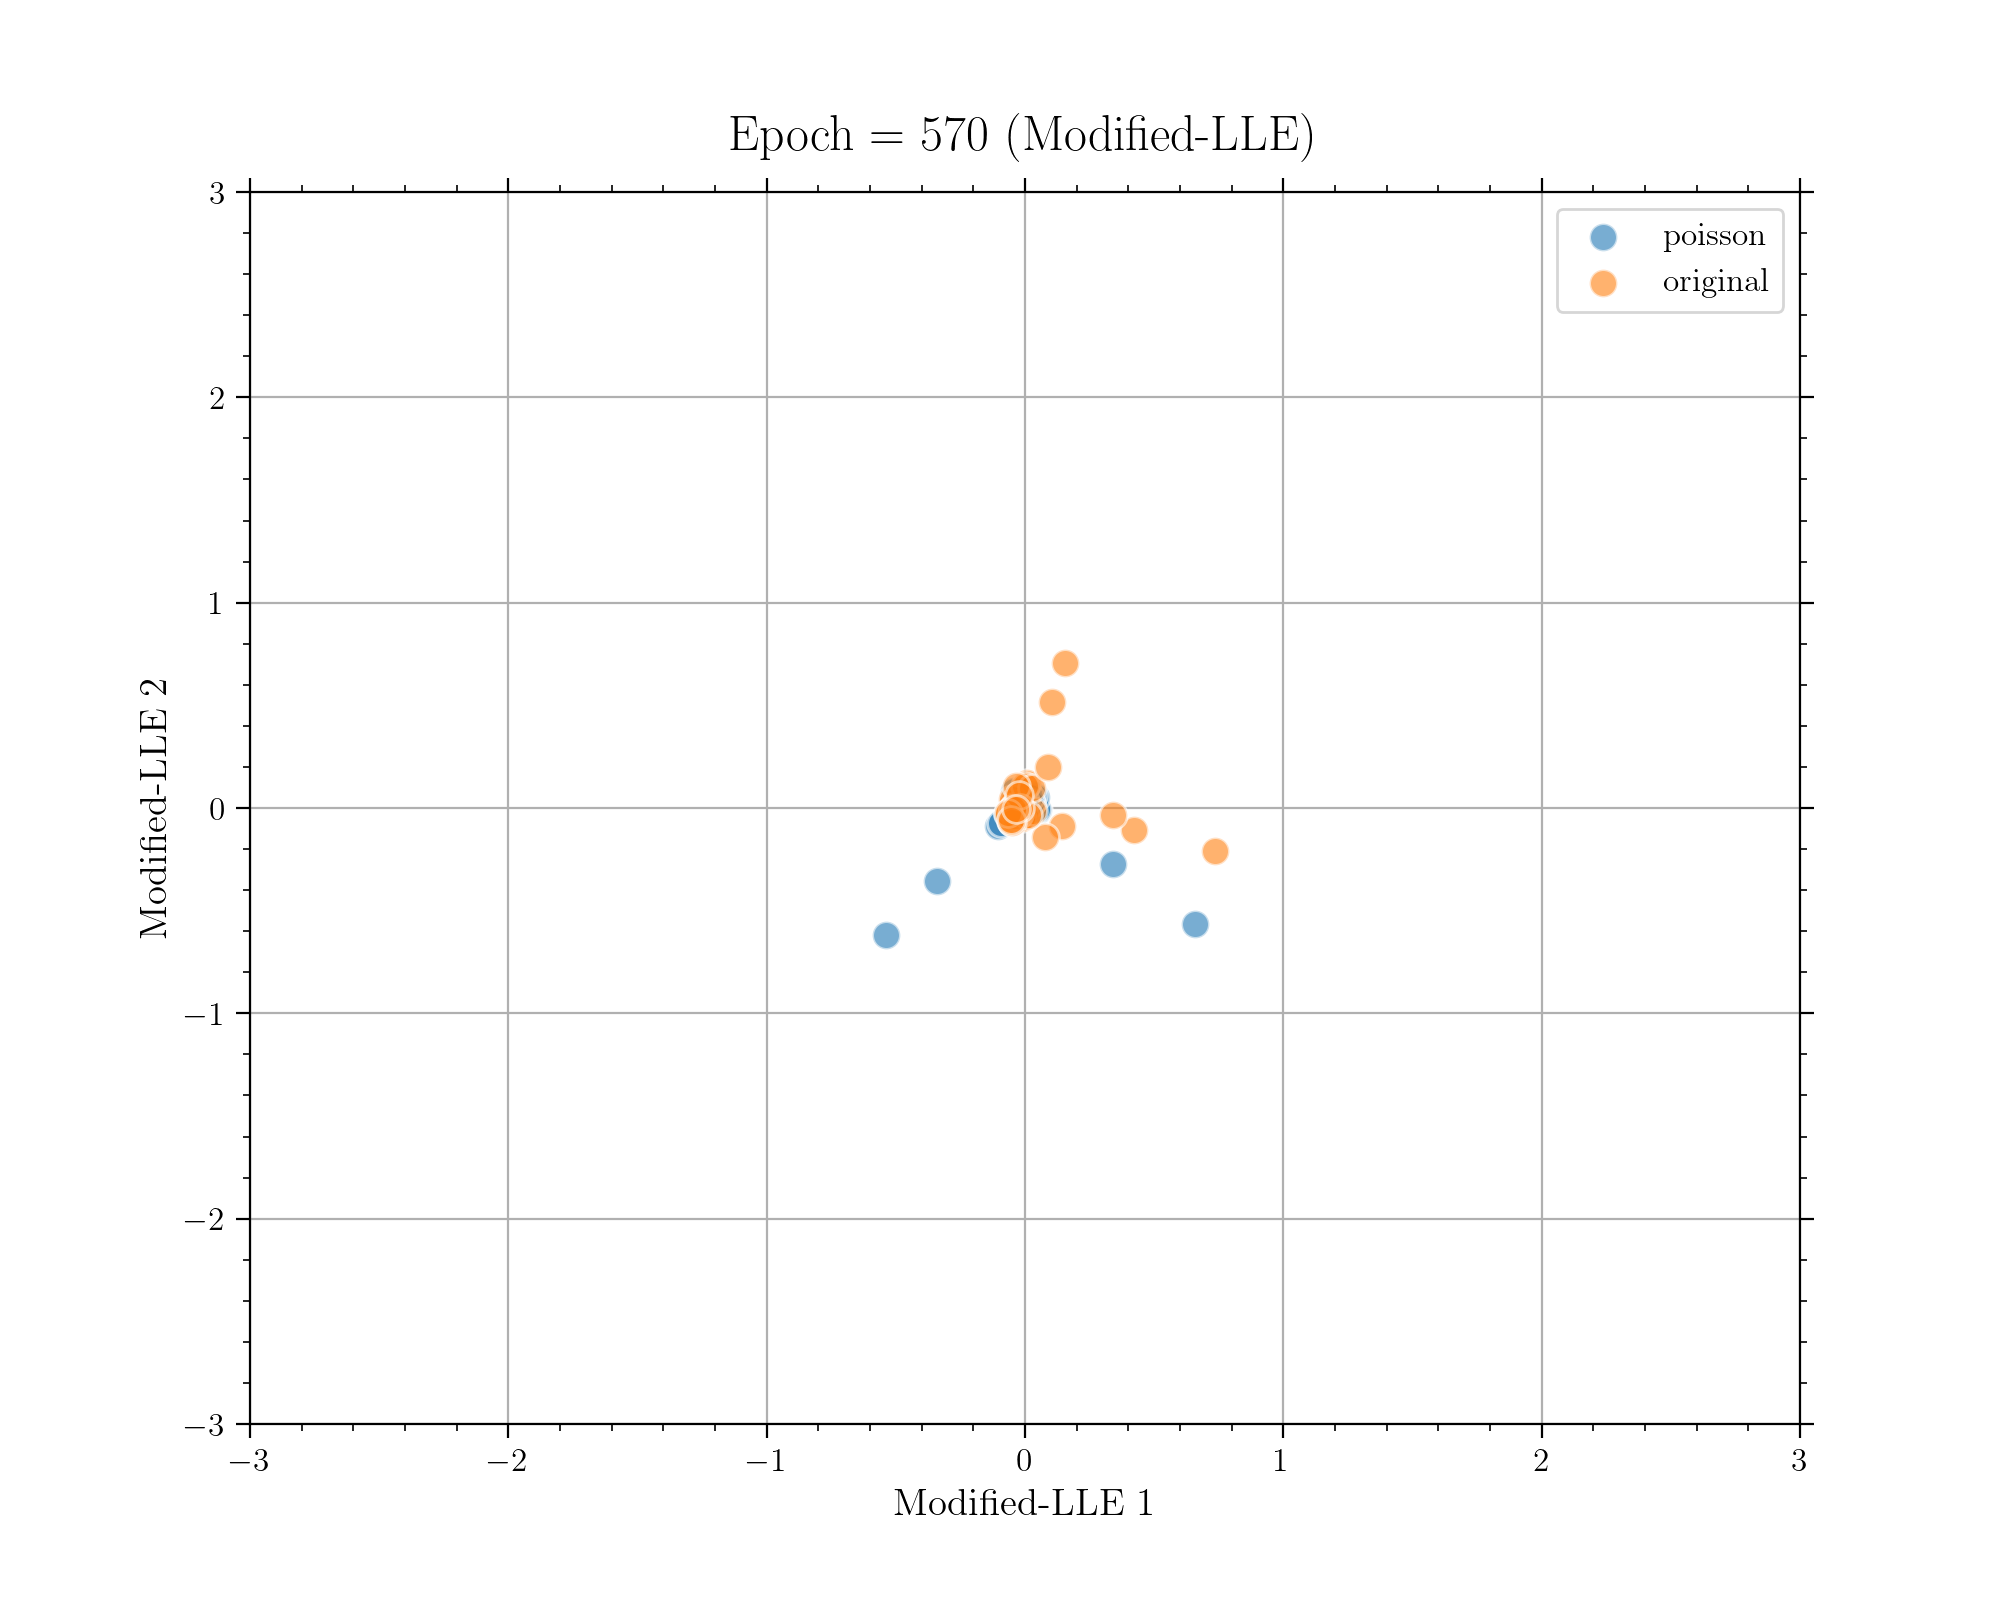 Epoch = 570 (Modified-LLE)
poisson
original
3
2
1
0
−1
−2
−3
Modified-LLE 2
−3
−2
−1
0
1
2
3
Modified-LLE 1